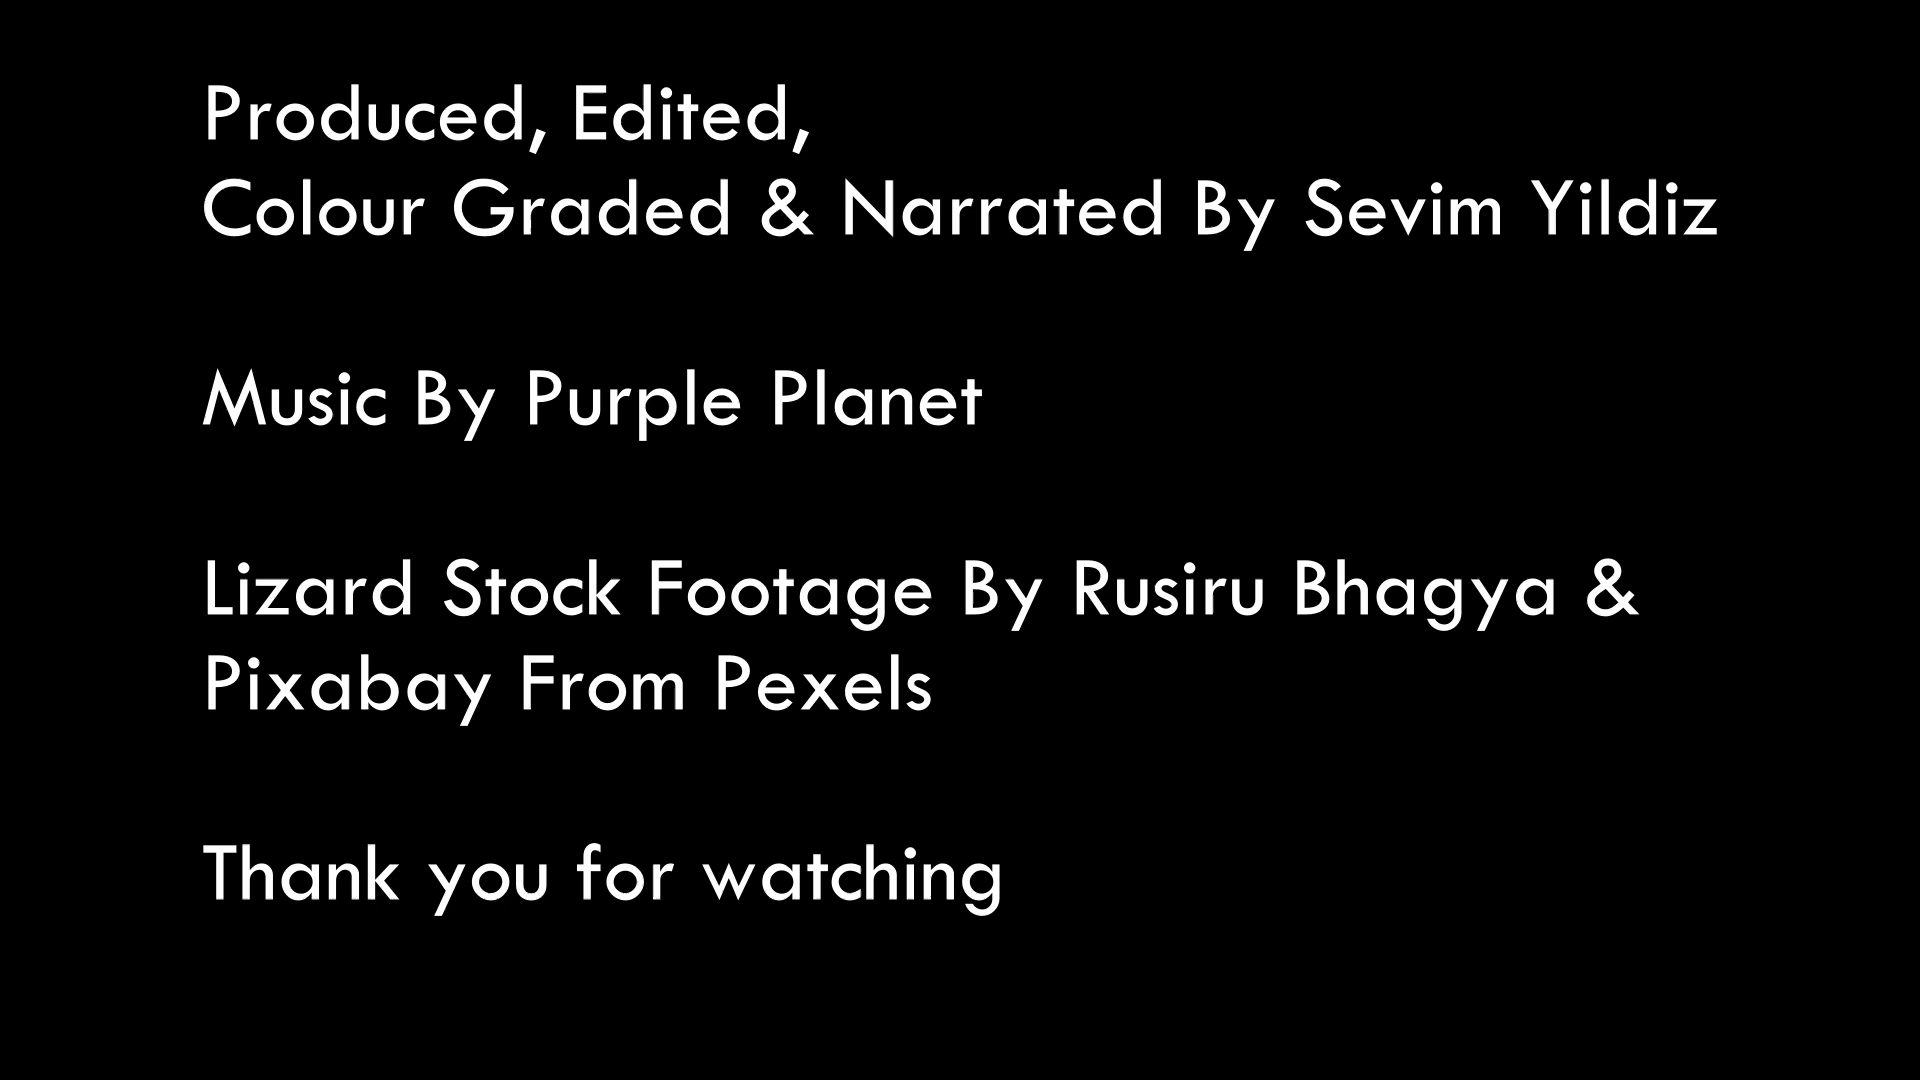 Produced, Edited,
Colour Graded & Narrated By Sevim Yildiz
Music By Purple Planet
Lizard Stock Footage By Rusiru Bhagya &
Pixabay From Pexels
Thank you for watching